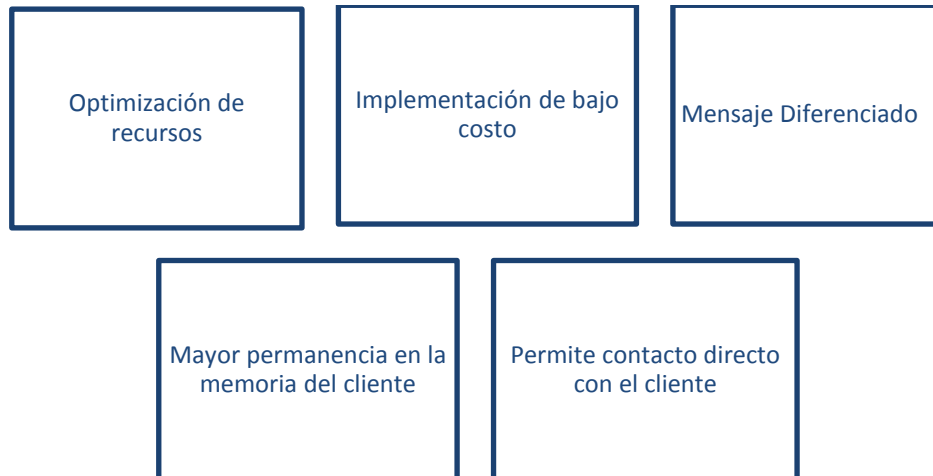 Optimización de
recursos
Implementación de bajo
costo
Mensaje Diferenciado
Mayor permanencia en la
memoria del cliente
Permite contacto directo
con el cliente